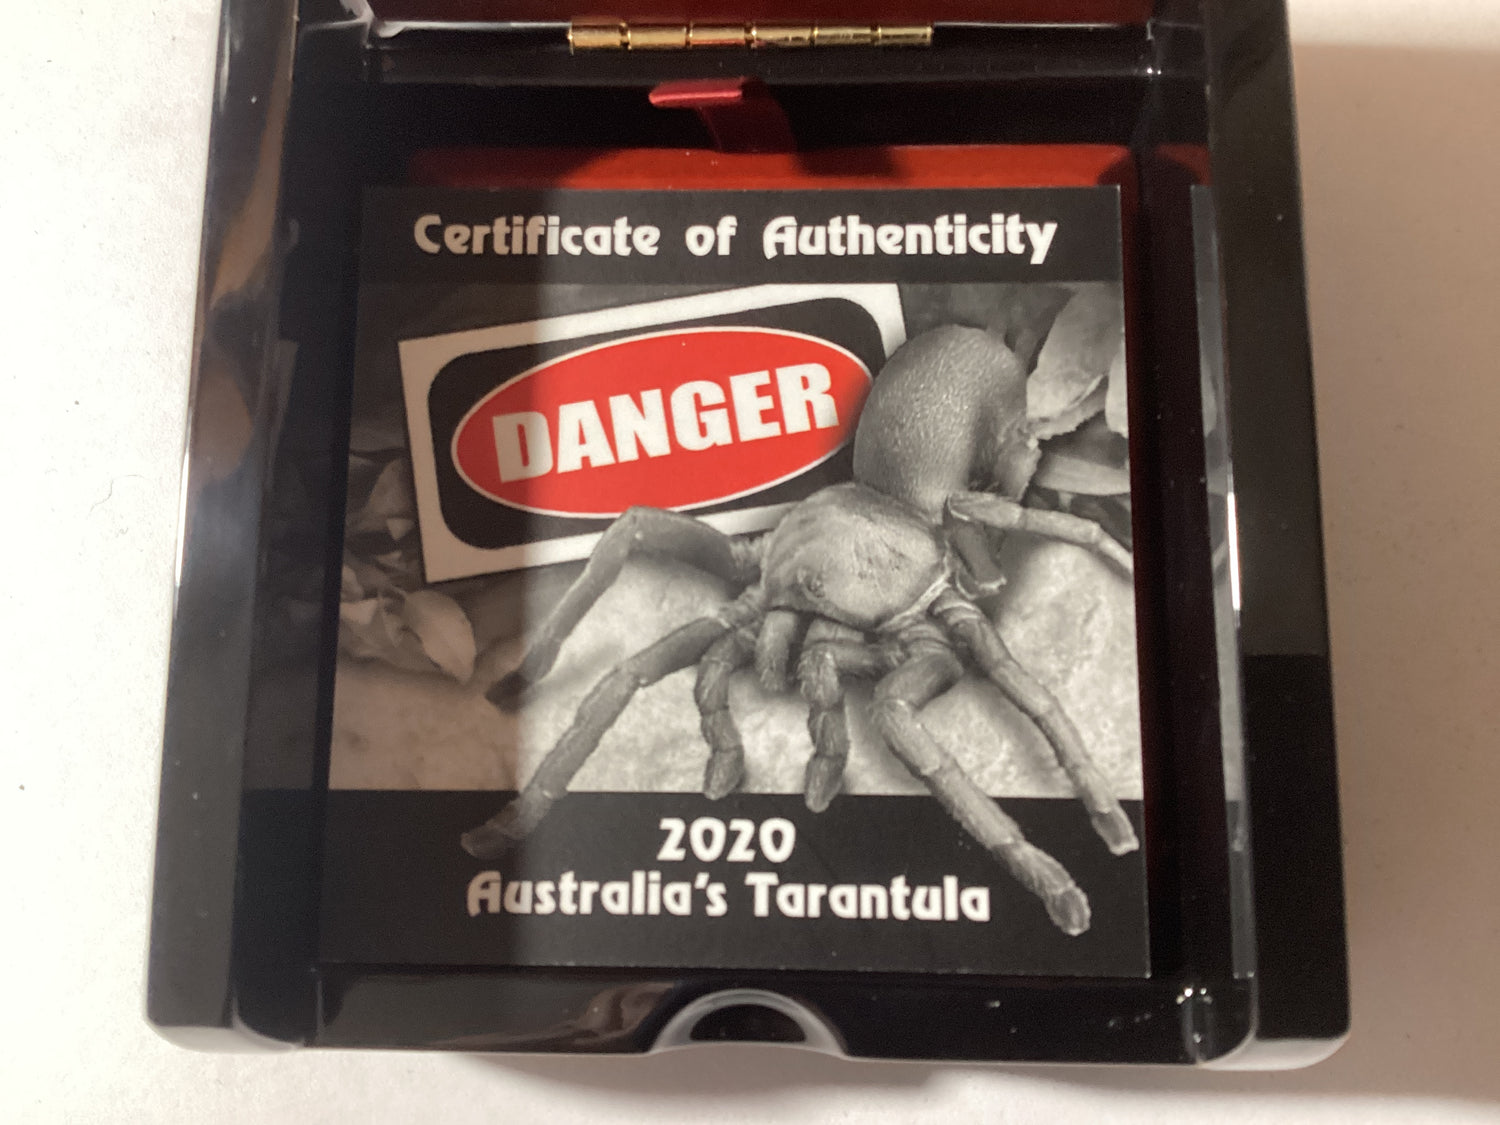 Certificate of Authenticity
DANGER
2020
Australia's Tarantula